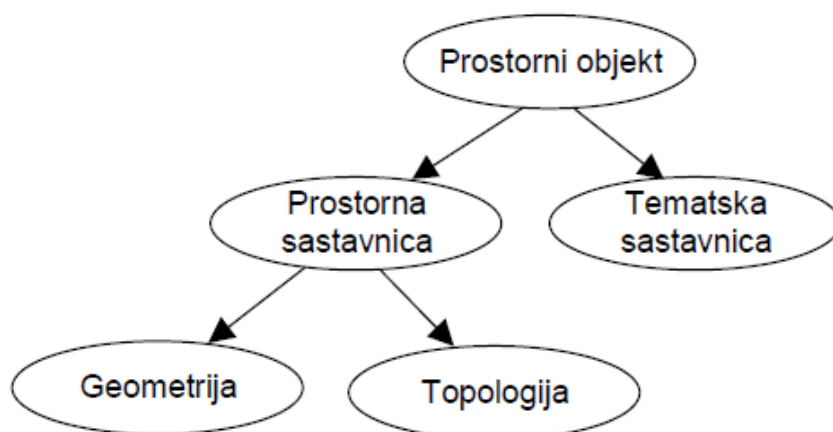 Prostorni objekt
Prostorna
sastavnica
Tematska
sastavnica
Geometrija
Topologija